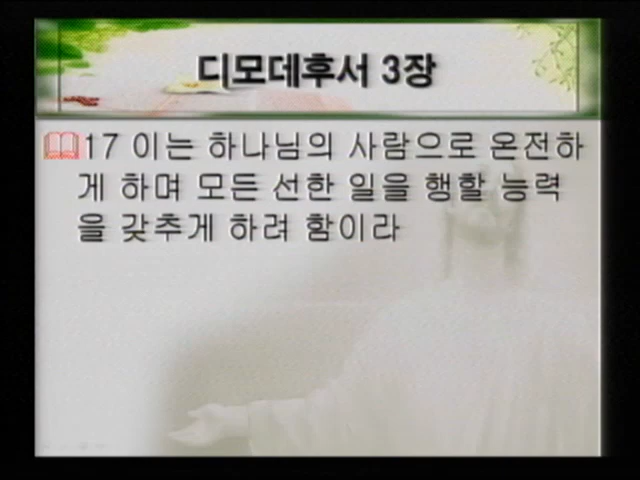 디모데후서 3장
17 이는 하나님의 사람으로 온전하
게 하며 모든 선한 일을 행할 능력
을 갖추게 하려 함이라